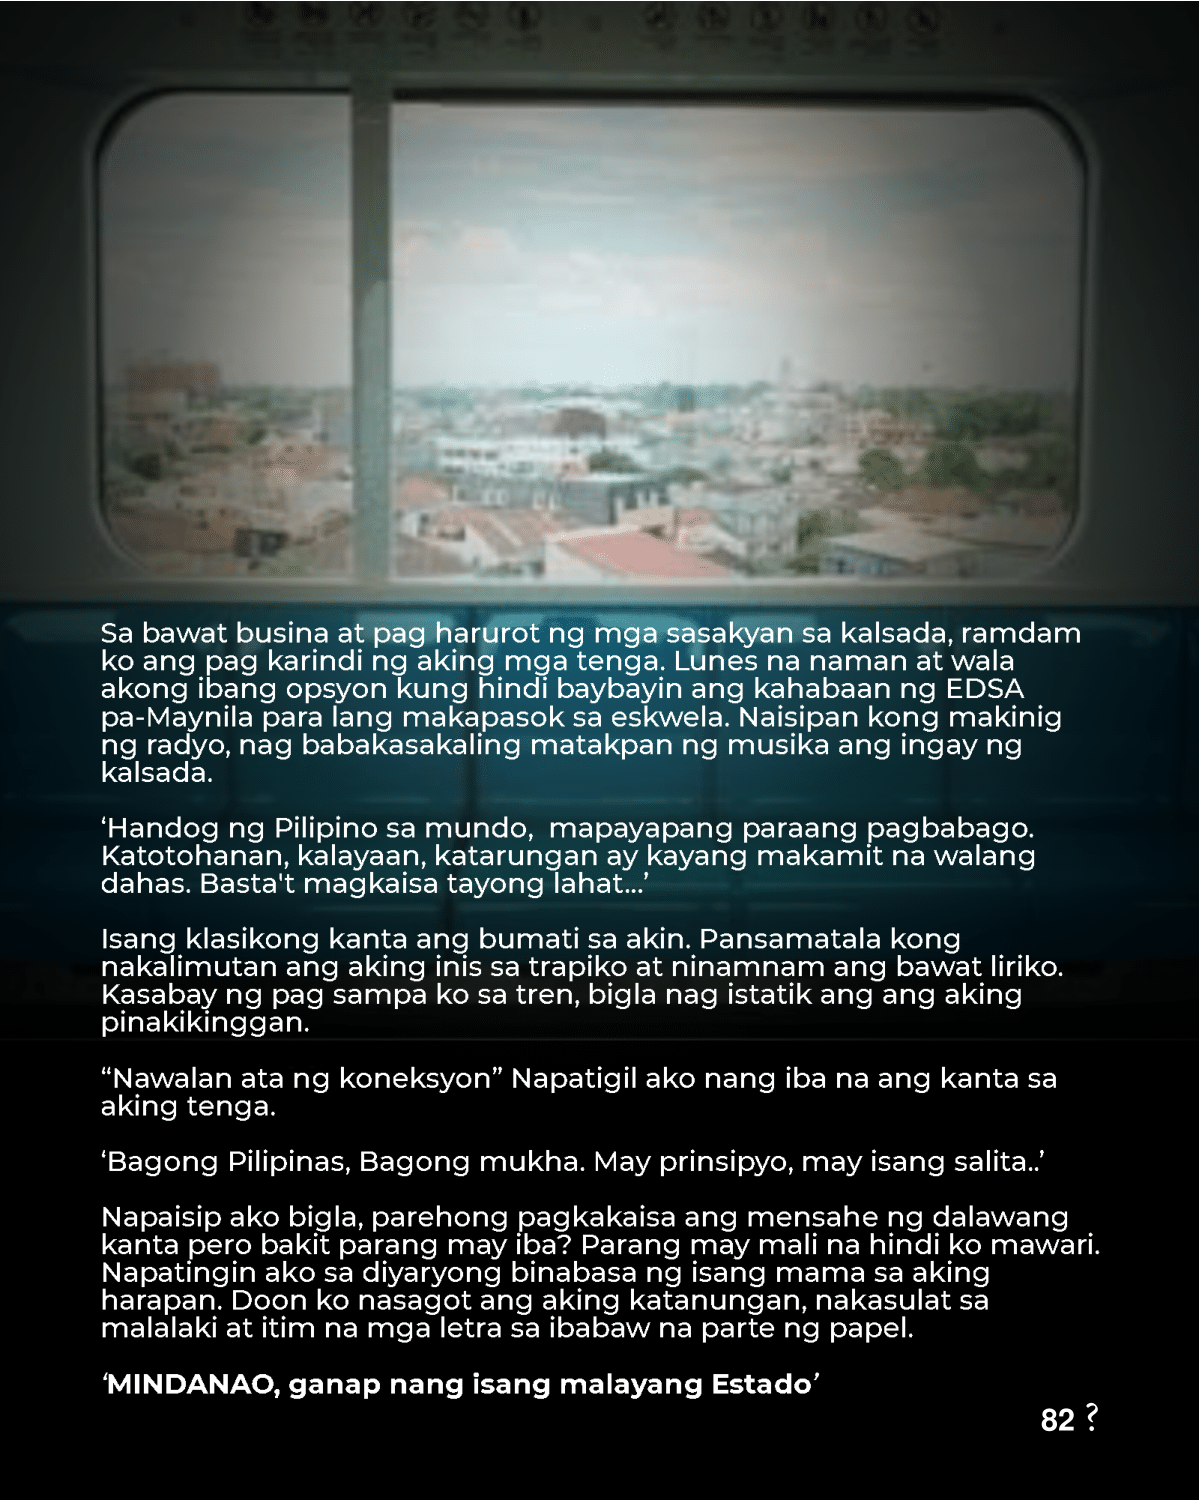 Sa bawat busina at pag harurot ng mga sasakyan sa kalsada, ramdam
ko ang pag karindi ng aking mga tenga. Lunes na naman at wala
akong ibang opsyon kung hindi baybayin ang kahabaan ng EDSA
pa-Maynila para lang makapasok sa eskwela. Naisipan kong makinig
ng radyo, nag babakasakaling matakpan ng musika ang ingay ng
kalsada.
‘Handog ng Pilipino sa mundo,  mapayapang paraang pagbabago.
Katotohanan, kalayaan, katarungan ay kayang makamit na walang
dahas. Basta't magkaisa tayong lahat...’
Isang klasikong kanta ang bumati sa akin. Pansamatala kong
nakalimutan ang aking inis sa trapiko at ninamnam ang bawat liriko.
Kasabay ng pag sampa ko sa tren, bigla nag istatik ang ang aking
pinakikinggan.
“Nawalan ata ng koneksyon” Napatigil ako nang iba na ang kanta sa
aking tenga.
‘Bagong Pilipinas, Bagong mukha. May prinsipyo, may isang salita..’
Napaisip ako bigla, parehong pagkakaisa ang mensahe ng dalawang
kanta pero bakit parang may iba? Parang may mali na hindi ko mawari.
Napatingin ako sa diyaryong binabasa ng isang mama sa aking
harapan. Doon ko nasagot ang aking katanungan, nakasulat sa
malalaki at itim na mga letra sa ibabaw na parte ng papel.
‘MINDANAO, ganap nang isang malayang Estado’
82 ?